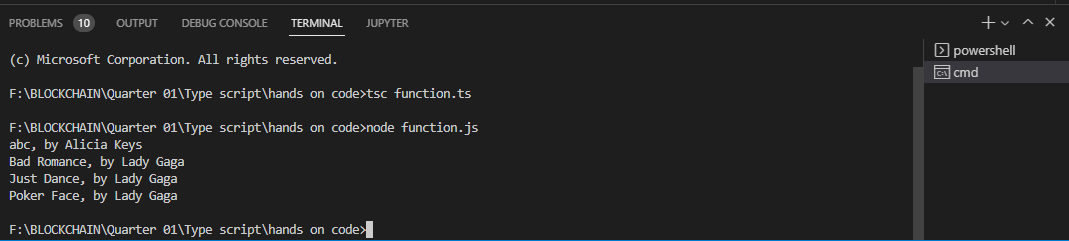 PROBLEMS 10 OUTPUT DEBUG CONSOLE TERMINAL JUPYTER
(c) Microsoft Corporation. All rights reserved.
F:\BLOCKCHAIN\Quarter 01\Type script\hands on code>tsc function.ts
F:\BLOCKCHAIN\Quarter 01\Type script\hands on code>node function.js
abc, by Alicia Keys
Bad Romance, by Lady Gaga
Just Dance, by Lady Gaga
Poker Face, by Lady Gaga
F:\BLOCKCHAIN\Quarter 01\Type script\hands on code>
powershell
cmd